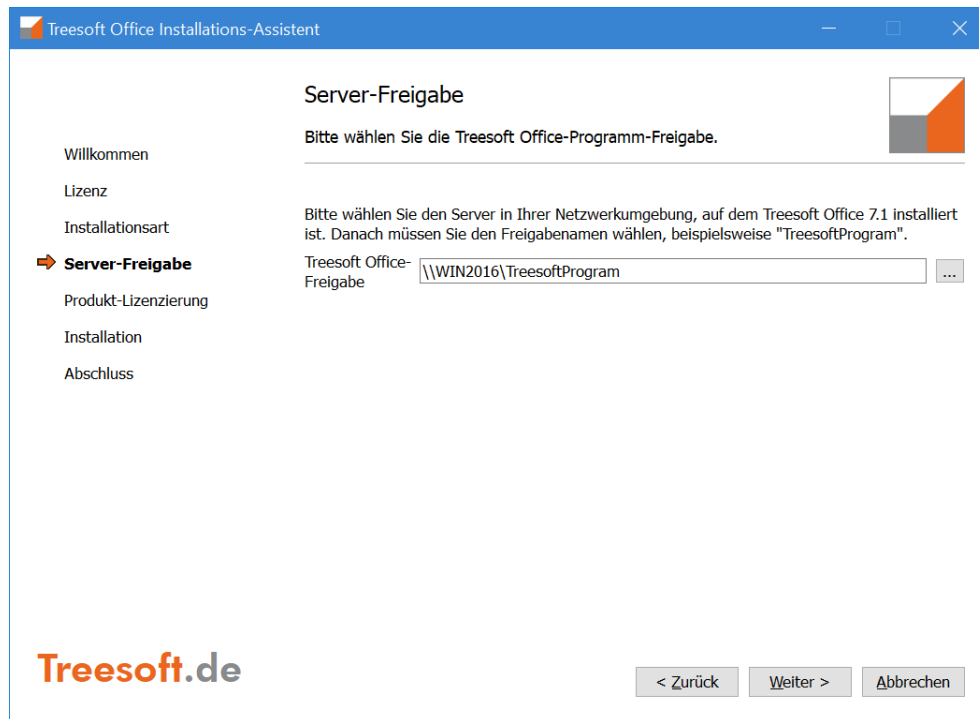 Treesoft Office Installations-Assistent
Willkommen
Lizenz
Installationsart
Server-Freigabe
Produkt-Lizenzierung
Installation
Abschluss
Server-Freigabe
Bitte wählen Sie die Treesoft Office-Programm-Freigabe.
Bitte wählen Sie den Server in Ihrer Netzwerkumgebung, auf dem Treesoft Office 7.1 installiert
ist. Danach müssen Sie den Freigabenamen wählen, beispielsweise "TreesoftProgram".
Treesoft Office-
Freigabe
\\WIN2016\TreesoftProgram
...
Treesoft.de
< Zurück
Weiter >
Abbrechen